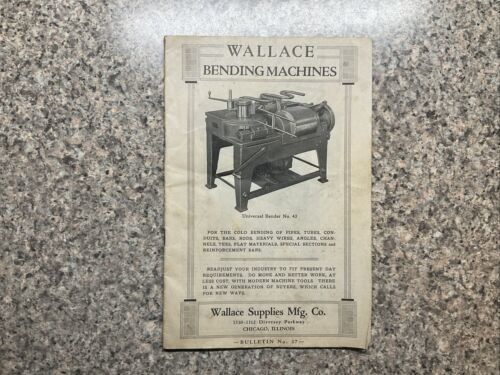 WALLACE
BENDING MACHINES
Universal Bender No. 43
FOR THE COLD BENDING OF PIPES, TUBES, CON-
DUITS, BARS, RODS, HEAVY WIRES, ANGLES, CHAN-
NELS, TEES, FLAT MATERIALS, SPECIAL SECTIONS and
REINFORCEMENT BARS.
READJUST YOUR INDUSTRY TO FIT PRESENT DAY
REQUIREMENTS. DO MORE AND BETTER WORK, AT
LESS COST, WITH MODERN MACHINE TOOLS THERE
IS A NEW GENERATION OF BUYERS, WHICH CALLS
FOR NEW WAYS.
Wallace Supplies Mfg. Co.
Diversey Parkway
CHICAGO, ILLINOIS
—BULLETIN No. 37—